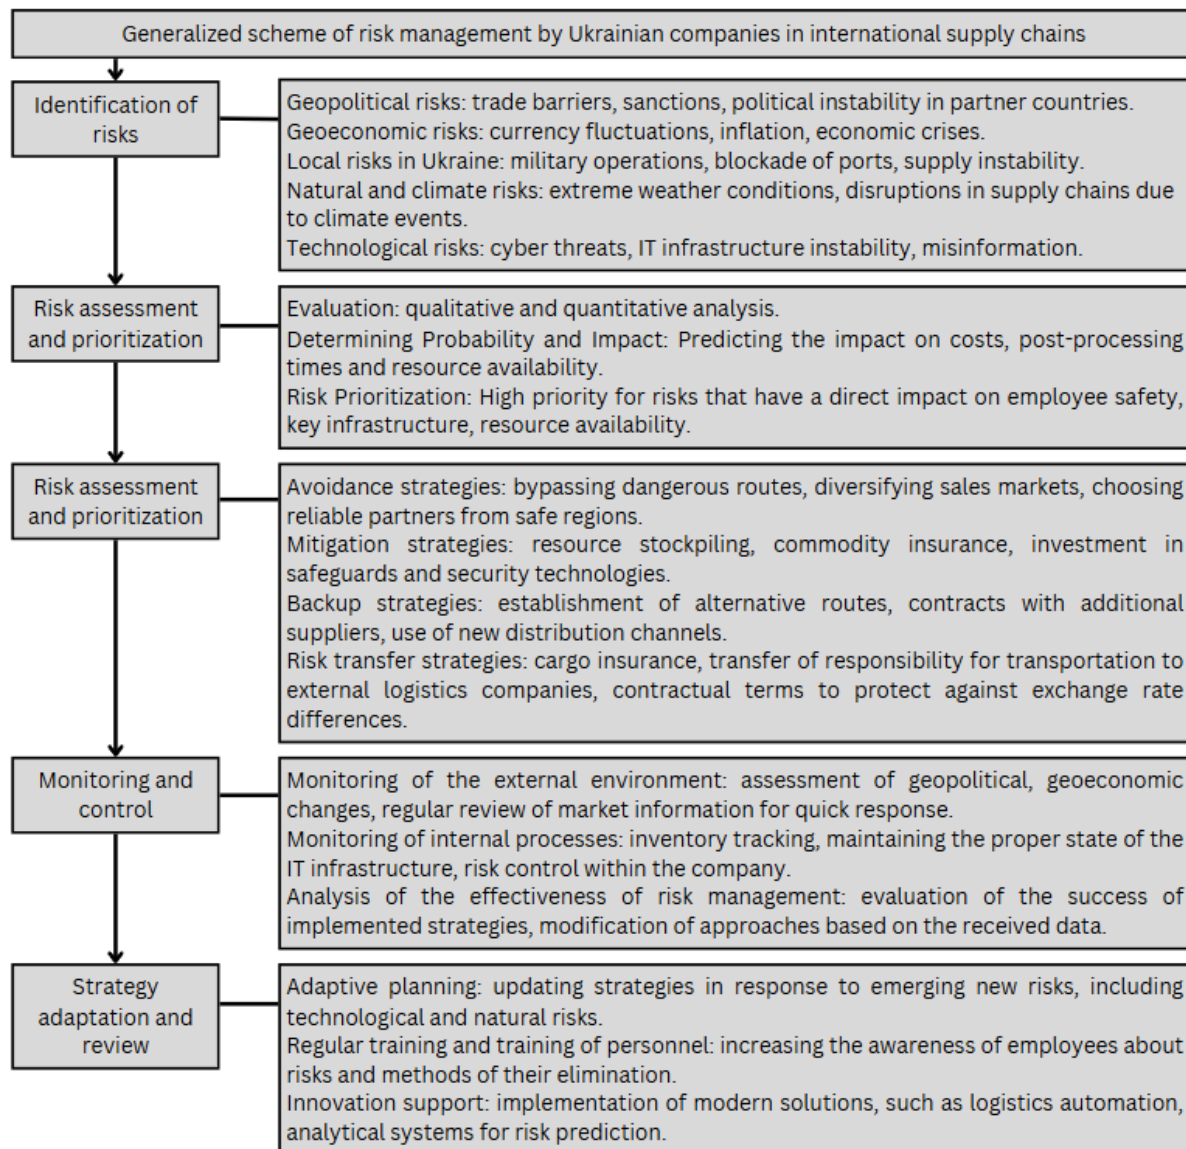 Generalized scheme of risk management by Ukrainian companies in international supply chains
Identification of
risks
Geopolitical risks: trade barriers, sanctions, political instability in partner countries.
Geoeconomic risks: currency fluctuations, inflation, economic crises.
Local risks in Ukraine: military operations, blockade of ports, supply instability.
Natural and climate risks: extreme weather conditions, disruptions in supply chains due
to climate events.
Technological risks: cyber threats, IT infrastructure instability, misinformation.
Risk assessment
and prioritization
Evaluation: qualitative and quantitative analysis.
Determining Probability and Impact: Predicting the impact on costs, post-processing
times and resource availability.
Risk Prioritization: High priority for risks that have a direct impact on employee safety,
key infrastructure, resource availability.
Risk assessment
and prioritization
Avoidance strategies: bypassing dangerous routes, diversifying sales markets, choosing
reliable partners from safe regions.
Mitigation strategies: resource stockpiling, commodity insurance, investment in
safeguards and security technologies.
Backup strategies: establishment of alternative routes, contracts with additional
suppliers, use of new distribution channels.
Risk transfer strategies: cargo insurance, transfer of responsibility for transportation to
external logistics companies, contractual terms to protect against exchange rate
differences.
Monitoring and
control
Monitoring of the external environment: assessment of geopolitical, geoeconomic
changes, regular review of market information for quick response.
Monitoring of internal processes: inventory tracking, maintaining the proper state of the
IT infrastructure, risk control within the company.
Analysis of the effectiveness of risk management: evaluation of the success of
implemented strategies, modification of approaches based on the received data.
Strategy
adaptation and
review
Adaptive planning: updating strategies in response to emerging new risks, including
technological and natural risks.
Regular training and training of personnel: increasing the awareness of employees about
risks and methods of their elimination.
Innovation support: implementation of modern solutions, such as logistics automation,
analytical systems for risk prediction.